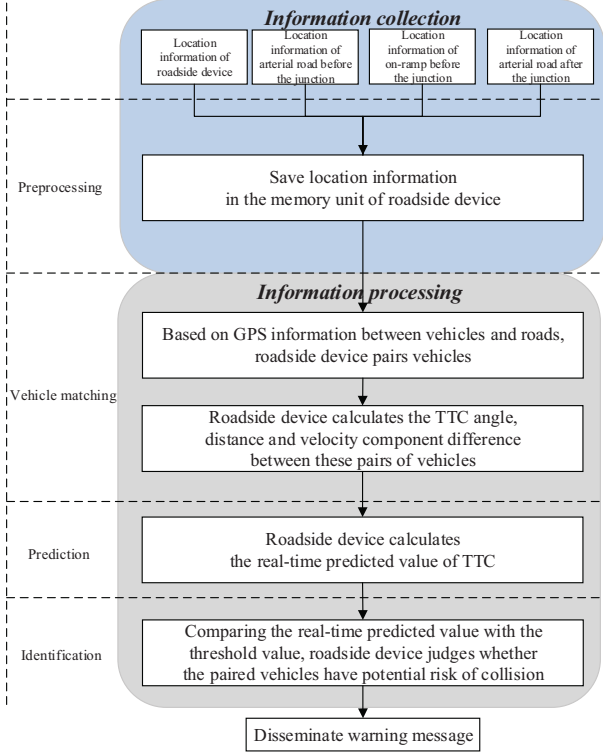 Information collection
Location
information of
roadside device
Location
information of
arterial road before
the junction
Location
information of
on-ramp before
the junction
Location
information of
arterial road after
the junction
Preprocessing
Save location information
in the memory unit of roadside device
Information processing
Vehicle matching
Based on GPS information between vehicles and roads,
roadside device pairs vehicles
Roadside device calculates the TTC angle,
distance and velocity component difference
between these pairs of vehicles
Prediction
Roadside device calculates
the real-time predicted value of TTC
Identification
Comparing the real-time predicted value with the
threshold value, roadside device judges whether
the paired vehicles have potential risk of collision
Disseminate warning message